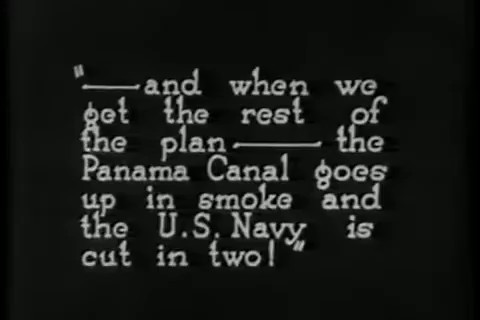 "—and when we
get the rest of
the plan — the
Panama Canal goes
up in smoke and
the U.S. Navy is
cut in two!"